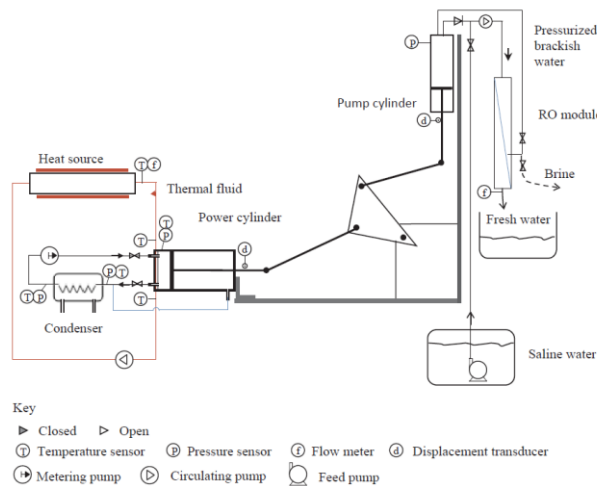 Pressurized
brackish
water
P
Pump cylinder
RO module
d
Heat source
T f
Brine
Thermal fluid
f
T
Power cylinder
Fresh water
T
P
d
P T
T P
T
Condenser
Saline water
Key
Closed
Open
T Temperature sensor
P Pressure sensor
f Flow meter
d Displacement transducer
Metering pump
Circulating pump
Feed pump